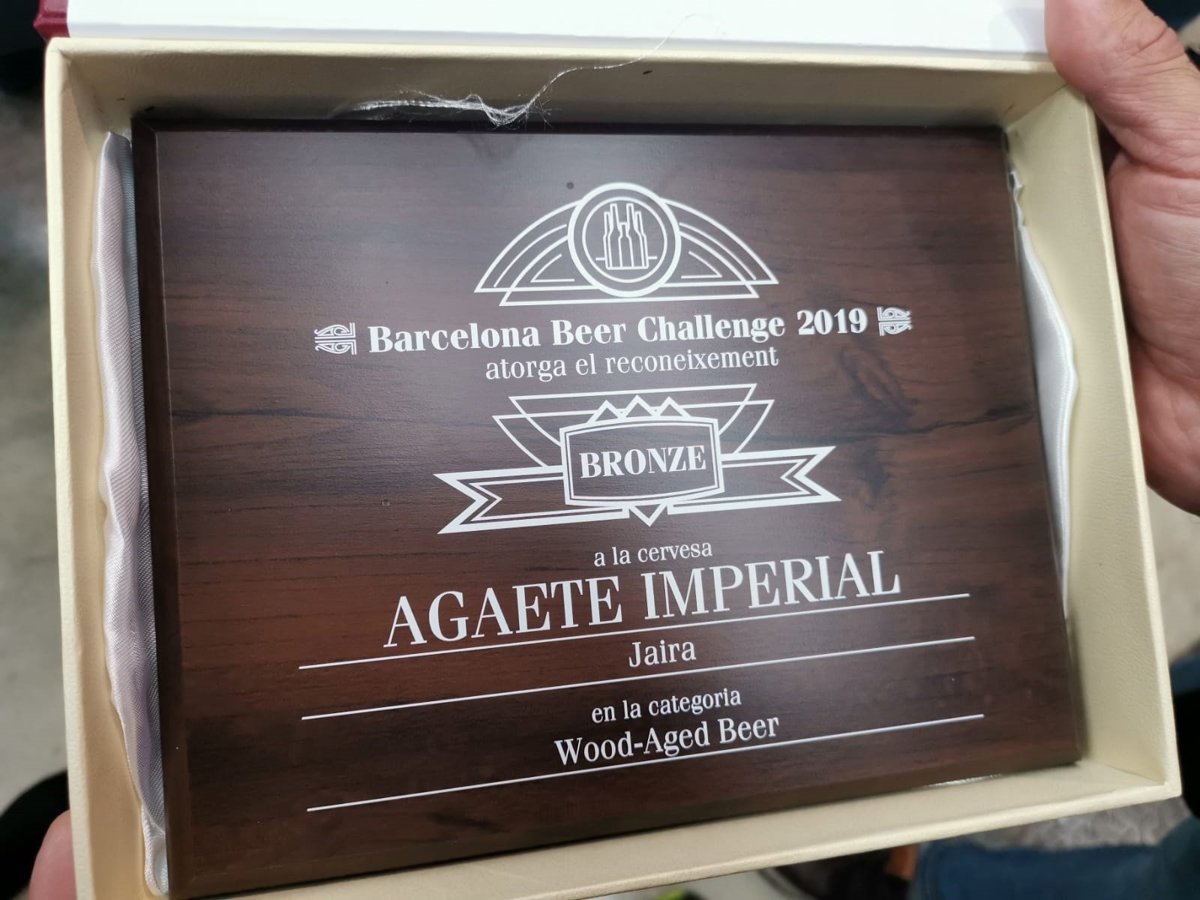 Barcelona Beer Challenge 2019
atorga el reconeixement
BRONZE
a la cervesa
AGAETE IMPERIAL
Jaira
en la categoria
Wood-Aged Beer